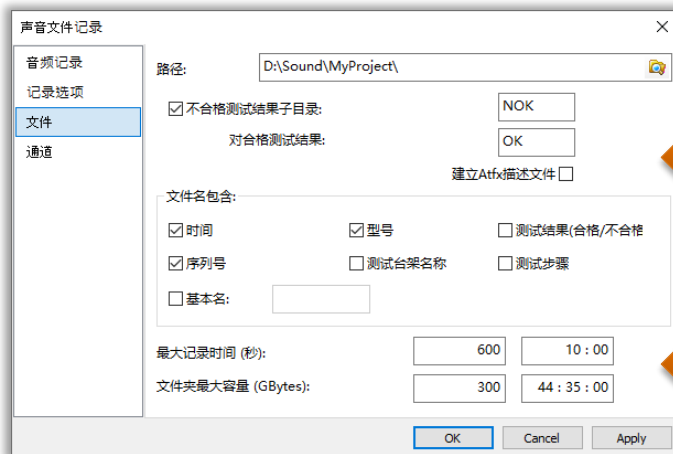 声音文件记录
音频记录
记录选项
文件
通道
路径: D:\Sound\MyProject\
不合格测试结果子目录: NOK
对合格测试结果: OK
建立Atfx描述文件
文件名包含:
时间 型号 测试结果(合格/不合格
序列号 测试台架名称 测试步骤
基本名:
最大记录时间 (秒): 600 10 : 00
文件夹最大容量 (GBytes): 300 44 : 35 : 00
OK Cancel Apply